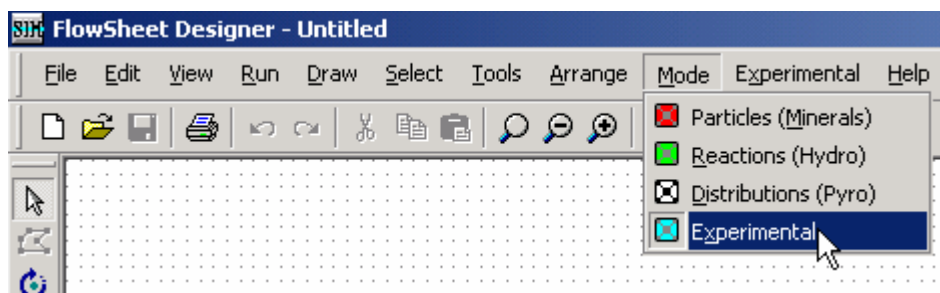 SIM FlowSheet Designer - Untitled
File Edit View Run Draw Select Tools Arrange Mode Experimental Help
Particles (Minerals)
Reactions (Hydro)
Distributions (Pyro)
Experimental